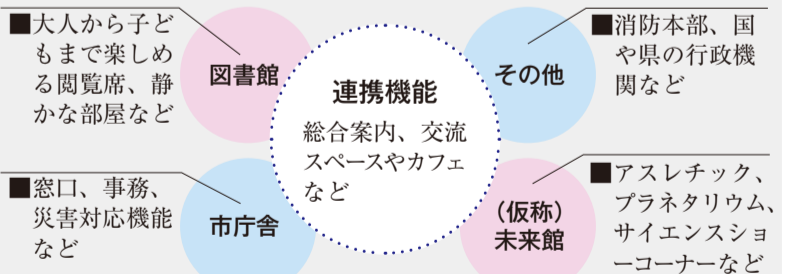 ■大人から子ど
もまで楽しめ
る閲覧席、静
かな部屋など
図書館
連携機能
総合案内、交流
スペースやカフェ
など
その他
■消防本部、国
や県の行政機
関など
■窓口、事務、
災害対応機能
など
市庁舎
（仮称）
未来館
■アスレチック、
プラネタリウム、
サイエンスショ
ーコーナーなど